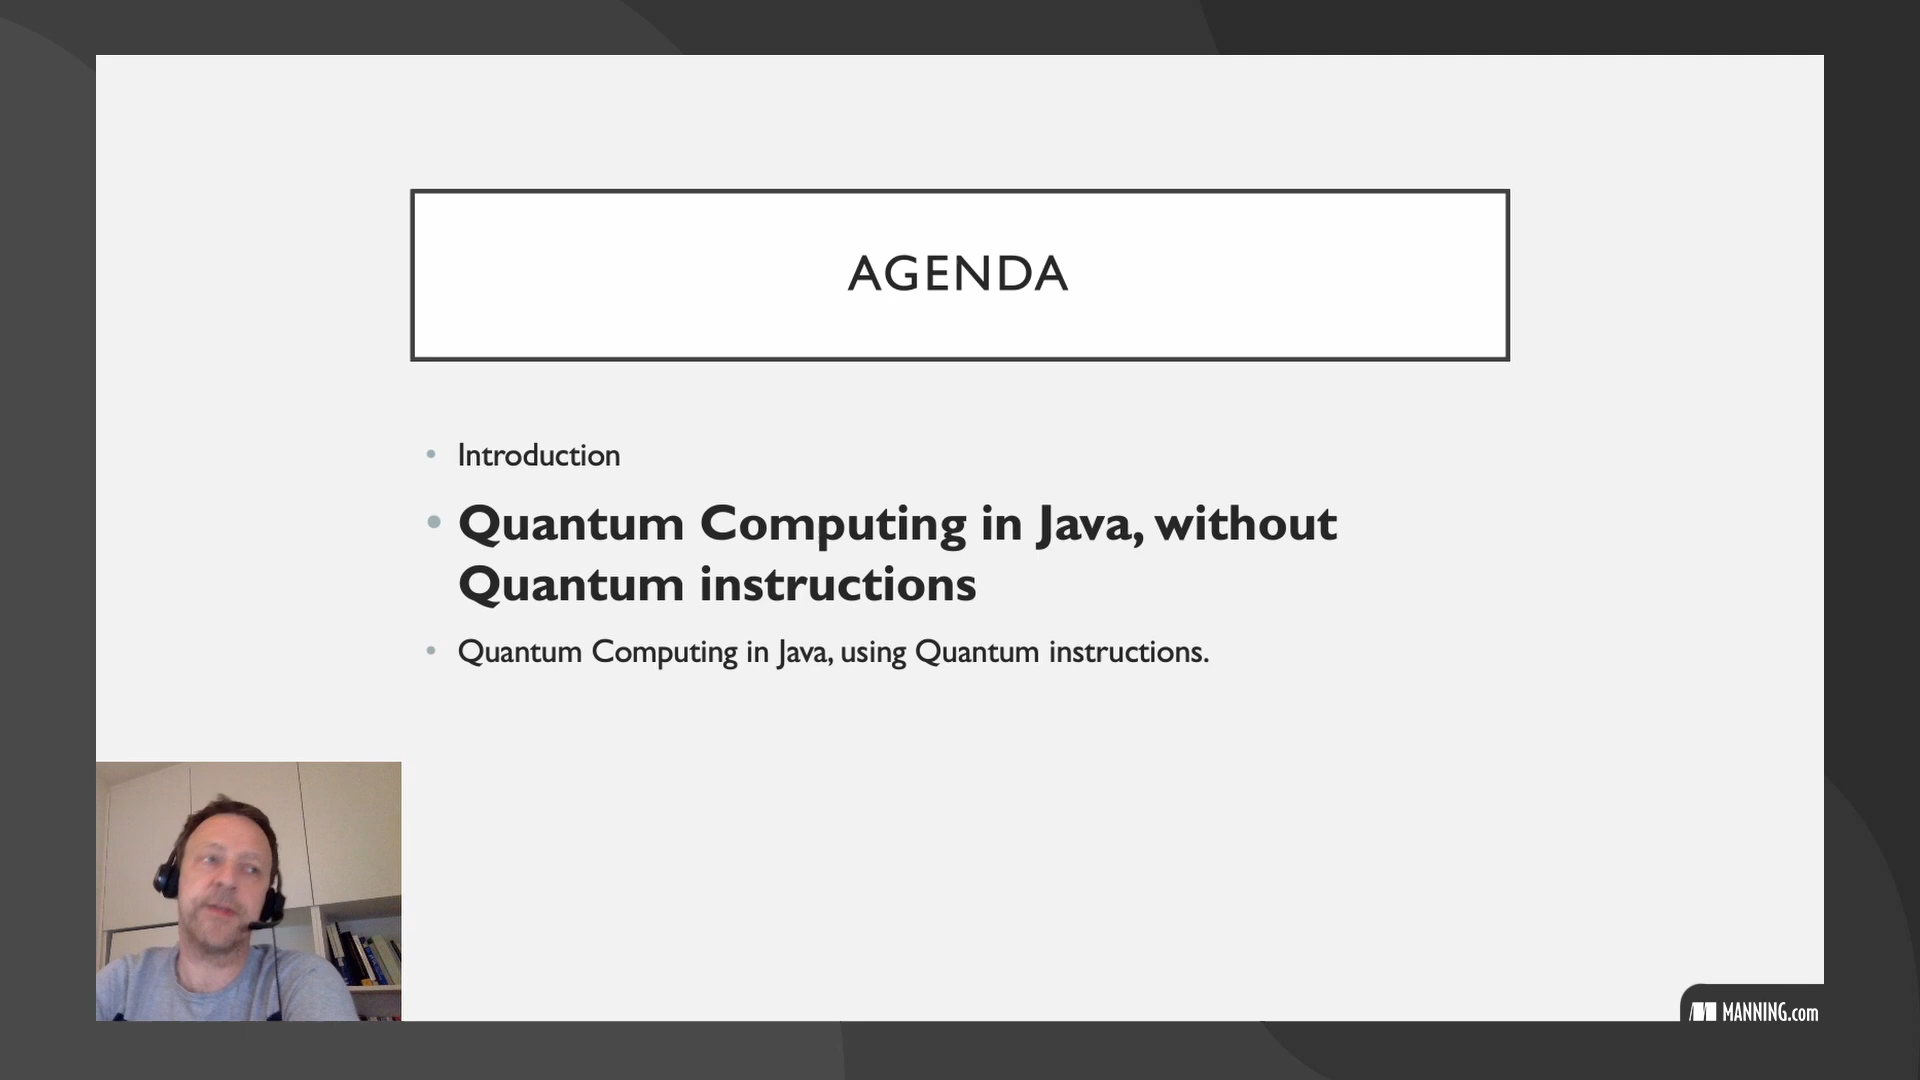 AGENDA
• Introduction
• Quantum Computing in Java, without
Quantum instructions
• Quantum Computing in Java, using Quantum instructions.
MANNING.com